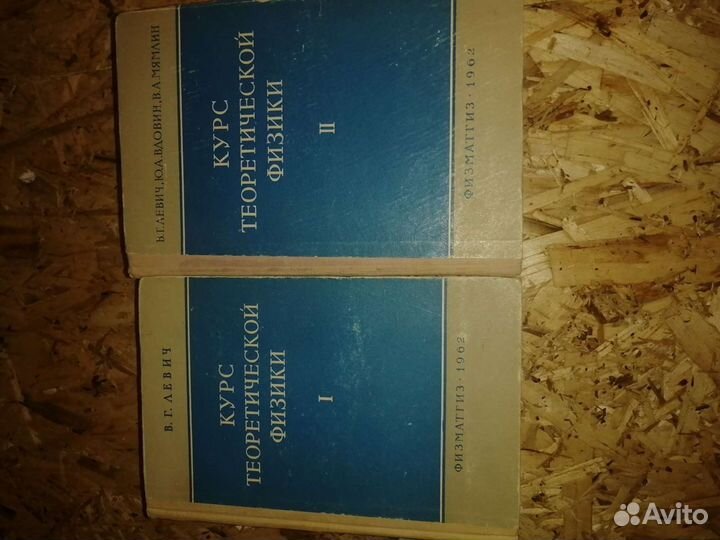 В. Г. ЛЕВИЧ, Ю. А. ВДОВИН, В. А. МЯМЛИН
КУРС
ТЕОРЕТИЧЕСКОЙ
ФИЗИКИ
II
ФИЗМАТГИЗ · 1962
В. Г. ЛЕВИЧ
КУРС
ТЕОРЕТИЧЕСКОЙ
ФИЗИКИ
I
ФИЗМАТГИЗ · 1962
Avito